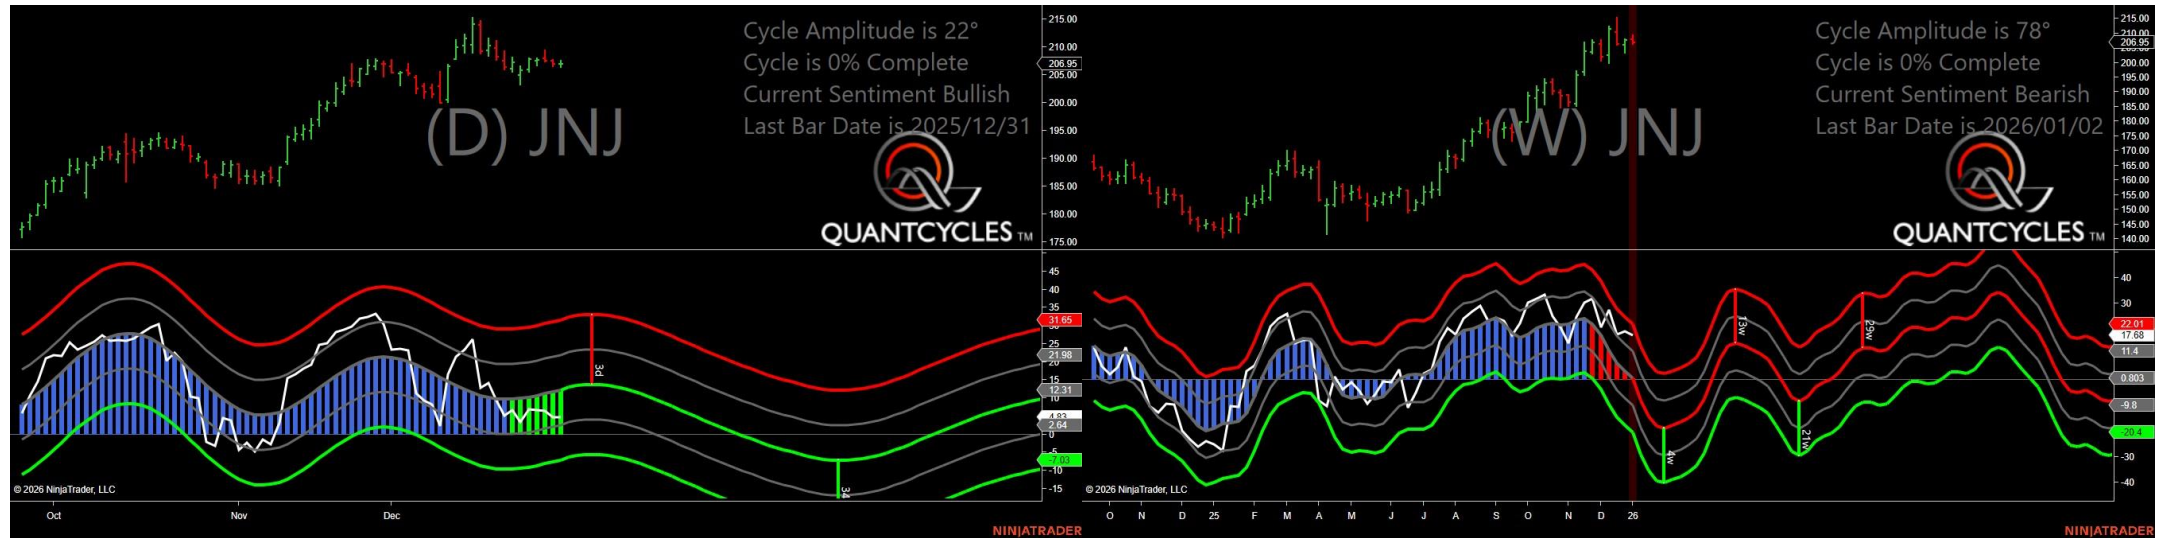 Cycle Amplitude is 22°
Cycle is 0% Complete
Current Sentiment Bullish
Last Bar Date is 2025/12/31
(D) JNJ
QUANTCYCLES TM
215.00
210.00
206.95
205.00
200.00
195.00
190.00
185.00
180.00
175.00
45
40
35
31.65
25
21.98
20
15
12.31
10
4.83
2.64
0
-5
-7.03
-10
-15
3d
34
© 2026 NinjaTrader, LLC
Oct
Nov
Dec
NINJATRADER
Cycle Amplitude is 78°
Cycle is 0% Complete
Current Sentiment Bearish
Last Bar Date is 2026/01/02
(W) JNJ
QUANTCYCLES TM
215.00
210.00
206.95
200.00
195.00
190.00
185.00
180.00
175.00
170.00
165.00
160.00
155.00
150.00
145.00
140.00
40
30
22.01
17.68
11.4
0.803
-9.8
-20.4
-30
-40
4w
13w
21w
29w
© 2026 NinjaTrader, LLC
O N D 25 F M A M J J A S O N D 26
NINJATRADER